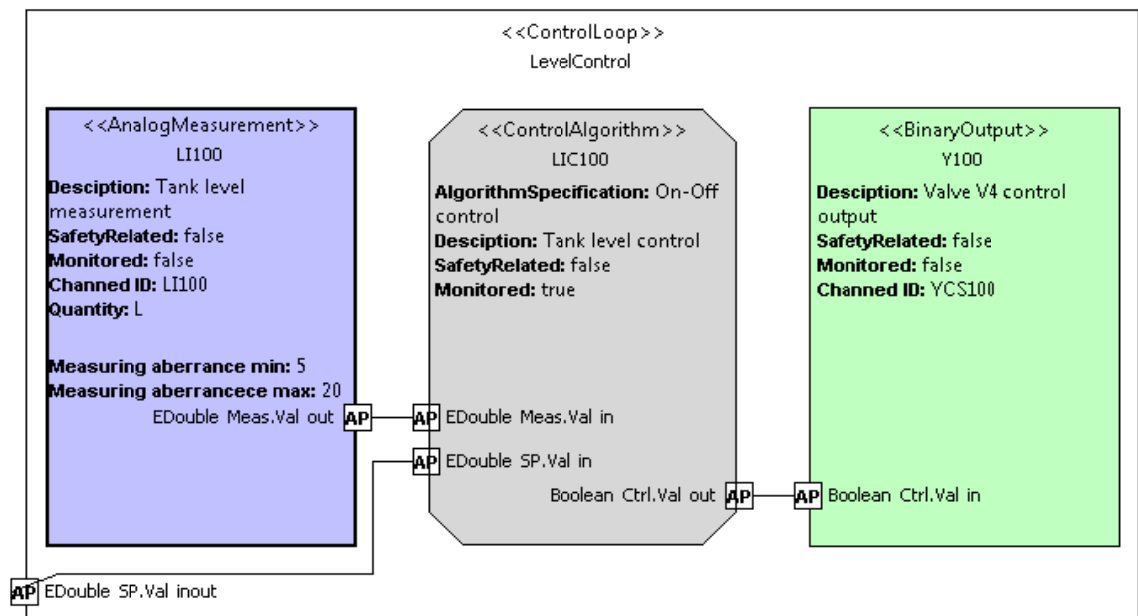 <<ControlLoop>>
LevelControl
<<AnalogMeasurement>>
LI100
Desciption: Tank level
measurement
SafetyRelated: false
Monitored: false
Channed ID: LI100
Quantity: L
Measuring aberrance min: 5
Measuring aberrancece max: 20
EDouble Meas.Val out AP
<<ControlAlgorithm>>
LIC100
AlgorithmSpecification: On-Off
control
Desciption: Tank level control
SafetyRelated: false
Monitored: true
AP EDouble Meas.Val in
AP EDouble SP.Val in
Boolean Ctrl.Val out AP
<<BinaryOutput>>
Y100
Desciption: Valve V4 control
output
SafetyRelated: false
Monitored: false
Channed ID: YCS100
AP Boolean Ctrl.Val in
AP EDouble SP.Val inout